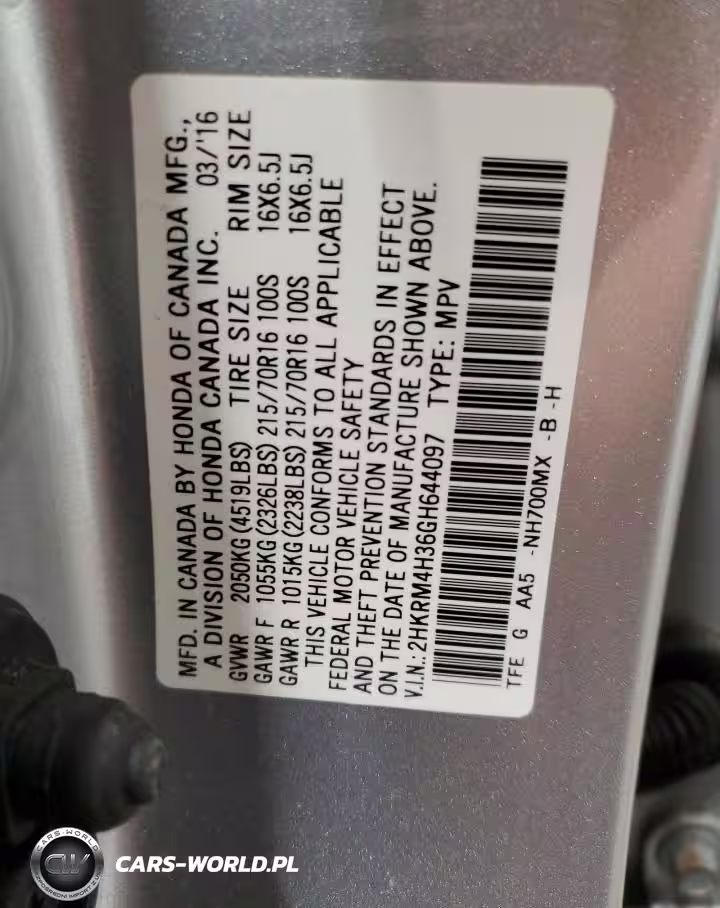 MFD. IN CANADA BY HONDA OF CANADA MFG.,
A DIVISION OF HONDA CANADA INC. 03/'16
GVWR 2050KG(4519LBS) TIRE SIZE RIM SIZE
GAWR F 1055KG(2326LBS) 215/70R16 100S 16X6.5J
GAWR R 1015KG(2238LBS) 215/70R16 100S 16X6.5J
THIS VEHICLE CONFORMS TO ALL APPLICABLE
FEDERAL MOTOR VEHICLE SAFETY
AND THEFT PREVENTION STANDARDS IN EFFECT
ON THE DATE OF MANUFACTURE SHOWN ABOVE.
V.I.N.:2HKRM4H36GH644097 TYPE: MPV
TFE G AA5 -NH700MX -B -H
CARS-WORLD
CW
CARS-WORLD.PL